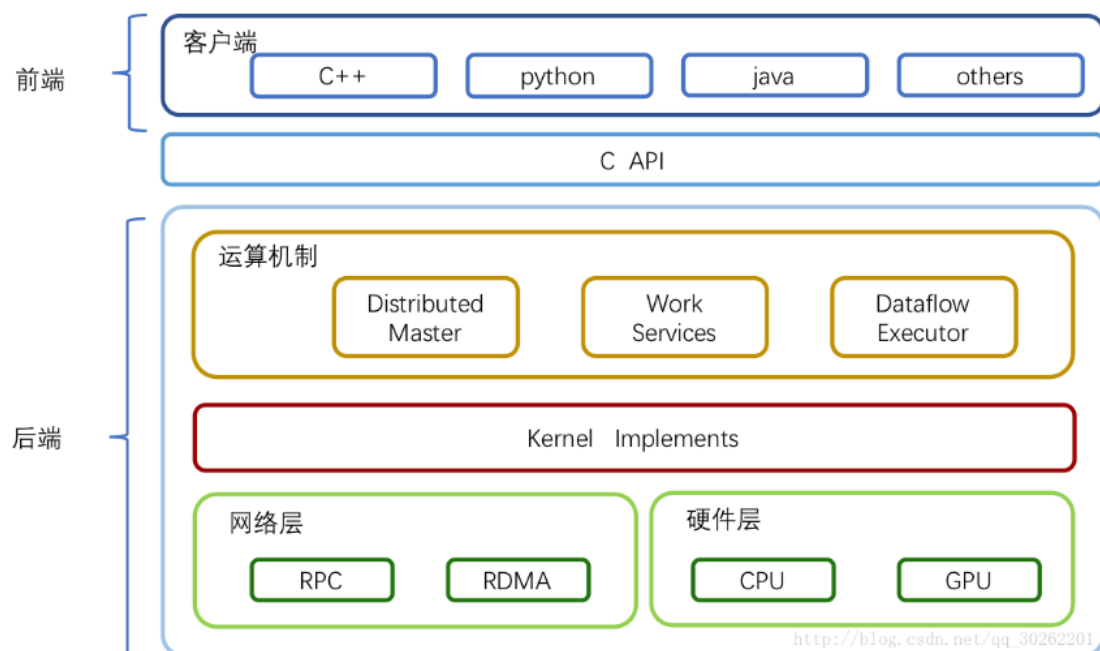 客户端
C++
python
java
others
前端
C API
运算机制
Distributed
Master
Work
Services
Dataflow
Executor
后端
Kernel Implements
网络层
硬件层
RPC
RDMA
CPU
GPU
http://blog.csdn.net/qq_30262201